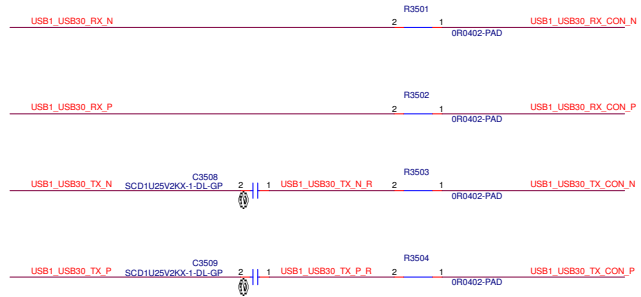 R3501
USB1_USB30_RX_N 2 1 USB1_USB30_RX_CON_N
0R0402-PAD
R3502
USB1_USB30_RX_P 2 1 USB1_USB30_RX_CON_P
0R0402-PAD
C3508 R3503
USB1_USB30_TX_N SCD1U25V2KX-1-DL-GP 2 1 USB1_USB30_TX_N_R 2 1 USB1_USB30_TX_CON_N
0R0402-PAD
C3509 R3504
USB1_USB30_TX_P SCD1U25V2KX-1-DL-GP 2 1 USB1_USB30_TX_P_R 2 1 USB1_USB30_TX_CON_P
0R0402-PAD